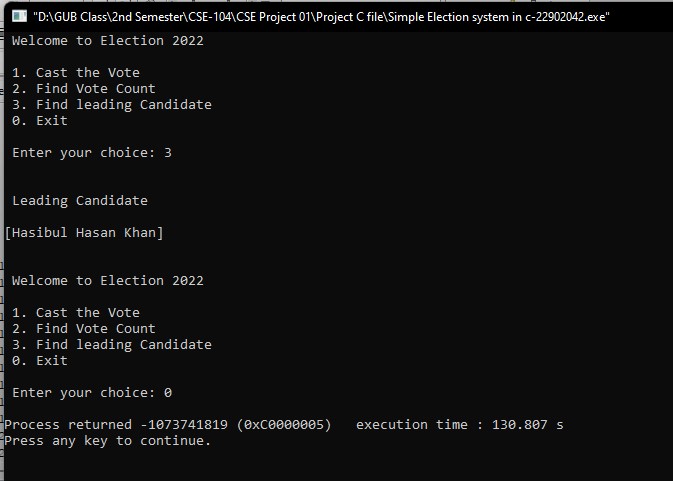 "D:\GUB Class\2nd Semester\CSE-104\CSE Project 01\Project C file\Simple Election system in c-22902042.exe"
Welcome to Election 2022
1. Cast the Vote
2. Find Vote Count
3. Find leading Candidate
0. Exit
Enter your choice: 3
Leading Candidate
[Hasibul Hasan Khan]
Welcome to Election 2022
1. Cast the Vote
2. Find Vote Count
3. Find leading Candidate
0. Exit
Enter your choice: 0
Process returned -1073741819 (0xC0000005)   execution time : 130.807 s
Press any key to continue.